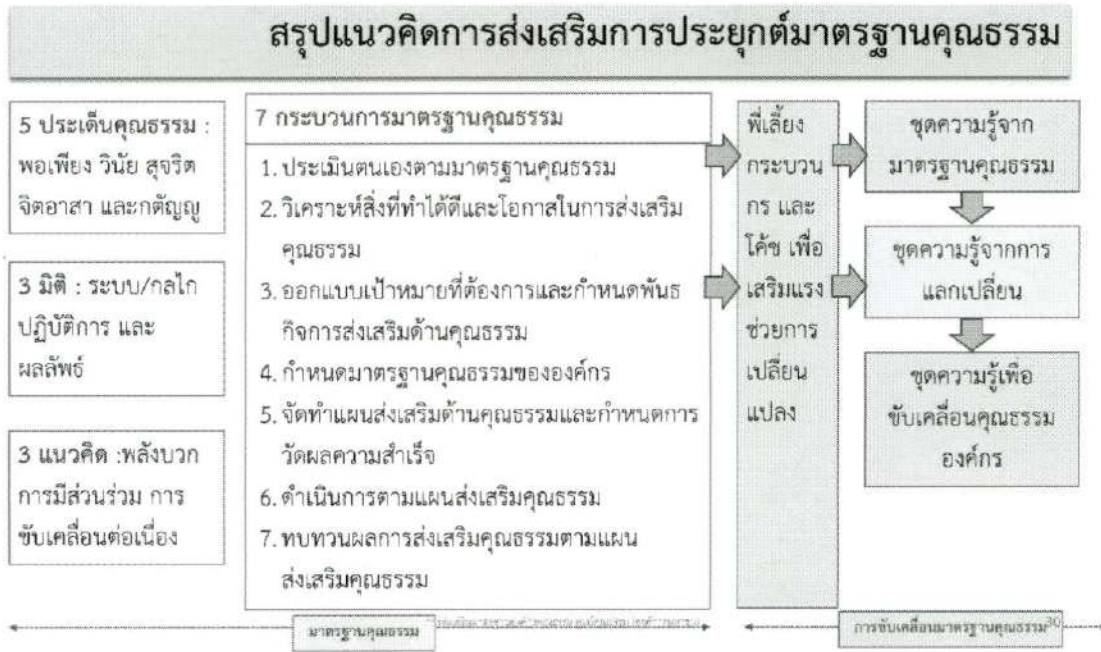 สรุปแนวคิดการส่งเสริมการประยุกต์มาตรฐานคุณธรรม
5 ประเด็นคุณธรรม :
พอเพียง วินัย สุจริต
จิตอาสา และกตัญญู
3 มิติ : ระบบ/กลไก
ปฏิบัติการ และ
ผลลัพธ์
3 แนวคิด :พลังบวก
การมีส่วนร่วม การ
ขับเคลื่อนต่อเนื่อง
7 กระบวนการมาตรฐานคุณธรรม
1. ประเมินตนเองตามมาตรฐานคุณธรรม
2. วิเคราะห์สิ่งที่ทำได้ดีและโอกาสในการส่งเสริม
คุณธรรม
3. ออกแบบเป้าหมายที่ต้องการและกำหนดพันธ
กิจการส่งเสริมด้านคุณธรรม
4. กำหนดมาตรฐานคุณธรรมขององค์กร
5. จัดทำแผนส่งเสริมด้านคุณธรรมและกำหนดการ
วัดผลความสำเร็จ
6. ดำเนินการตามแผนส่งเสริมคุณธรรม
7. ทบทวนผลการส่งเสริมคุณธรรมตามแผน
ส่งเสริมคุณธรรม
พี่เลี้ยง
กระบวน
กร และ
โค้ช เพื่อ
เสริมแรง
ช่วยการ
เปลี่ยน
แปลง
ชุดความรู้จาก
มาตรฐานคุณธรรม
ชุดความรู้จากการ
แลกเปลี่ยน
ชุดความรู้เพื่อ
ขับเคลื่อนคุณธรรม
องค์กร
มาตรฐานคุณธรรม
การขับเคลื่อนมาตรฐานคุณธรรม
30